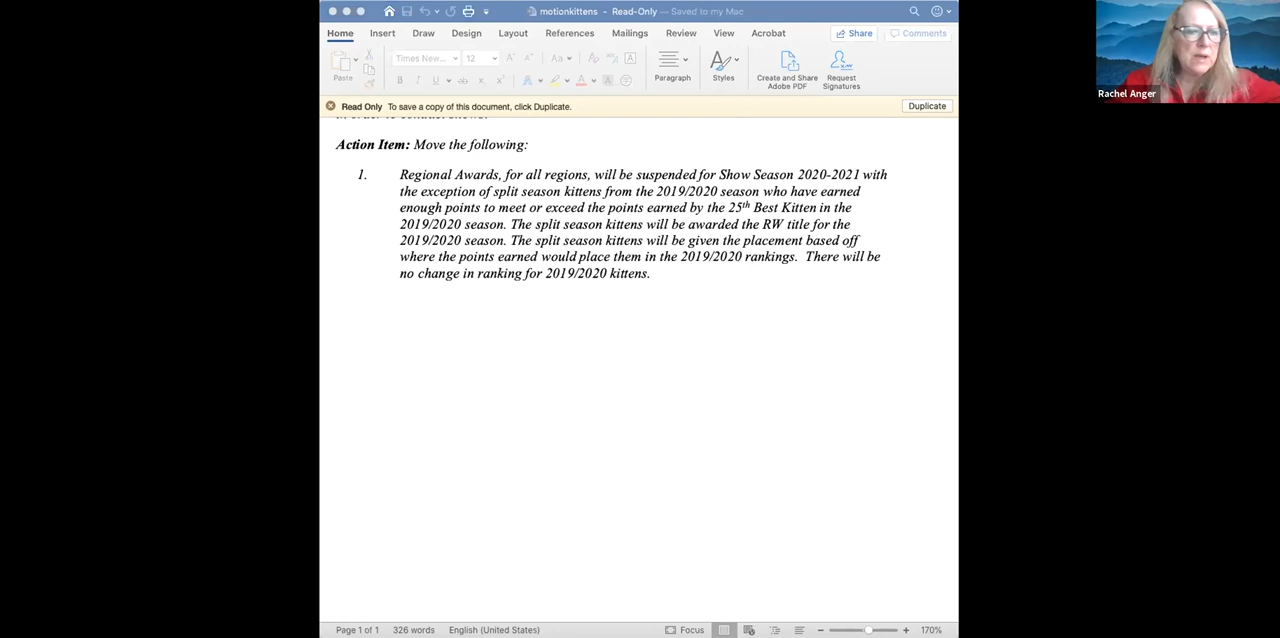 motionkittens - Read-Only — Saved to my Mac
Home Insert Draw Design Layout References Mailings Review View Acrobat Share Comments
Paste Times New... 12 Aa A Paragraph Styles Create and Share Adobe PDF Request Signatures
B I U ab x x A A A
Read Only To save a copy of this document, click Duplicate. Duplicate
Action Item: Move the following:
1. Regional Awards, for all regions, will be suspended for Show Season 2020-2021 with
the exception of split season kittens from the 2019/2020 season who have earned
enough points to meet or exceed the points earned by the 25th Best Kitten in the
2019/2020 season. The split season kittens will be awarded the RW title for the
2019/2020 season. The split season kittens will be given the placement based off
where the points earned would place them in the 2019/2020 rankings. There will be
no change in ranking for 2019/2020 kittens.
Page 1 of 1 326 words English (United States) Focus 170%
Rachel Anger